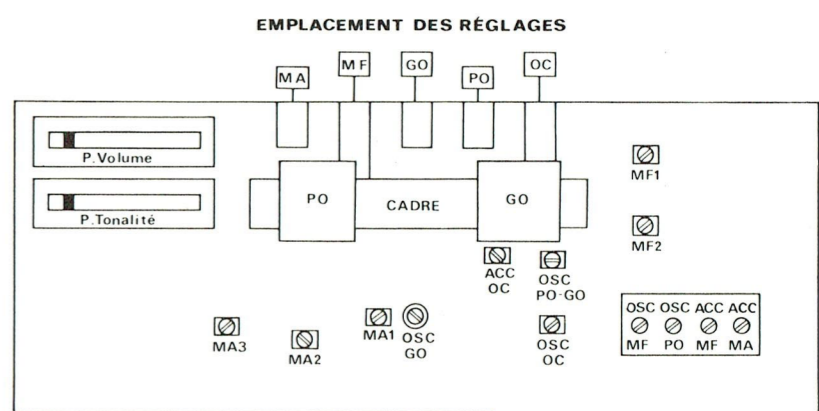 EMPLACEMENT DES RÉGLAGES
MA
MF
GO
PO
OC
P.Volume
P.Tonalité
PO
CADRE
GO
MF1
MF2
ACC
OC
OSC
PO-GO
MA3
MA2
MA1
OSC
GO
OSC
OC
OSC OSC ACC ACC
MF PO MF MA